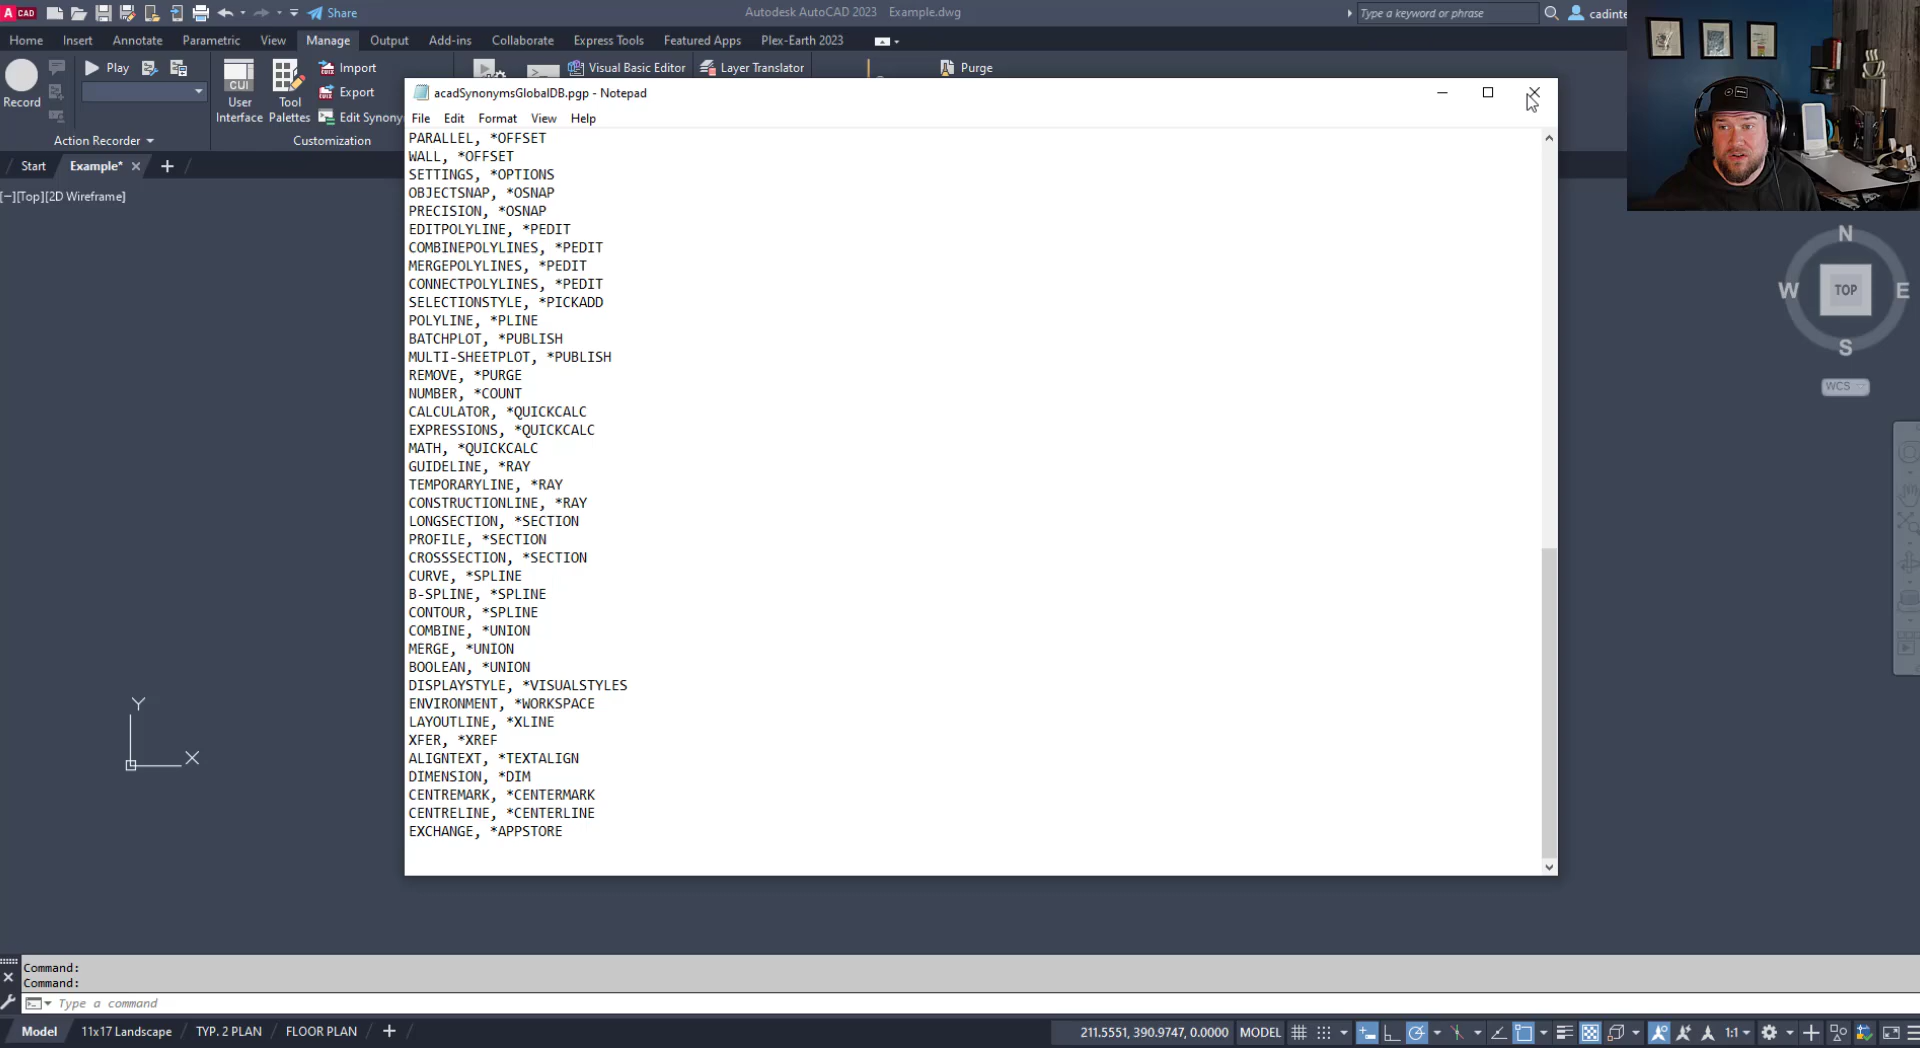 A CAD Share Autodesk AutoCAD 2023 Example.dwg Type a keyword or phrase cadinte
Home Insert Annotate Parametric View Manage Output Add-ins Collaborate Express Tools Featured Apps Plex-Earth 2023
Play Import Visual Basic Editor Layer Translator Purge
CUI
Record User Interface Tool Palettes Export
Edit Synony
Action Recorder Customization
acadSynonymsGlobalDB.pgp - Notepad
File Edit Format View Help
Start Example*
[−][Top][2D Wireframe]
PARALLEL, *OFFSET
WALL, *OFFSET
SETTINGS, *OPTIONS
OBJECTSNAP, *OSNAP
PRECISION, *OSNAP
EDITPOLYLINE, *PEDIT
COMBINEPOLYLINES, *PEDIT
MERGEPOLYLINES, *PEDIT
CONNECTPOLYLINES, *PEDIT
SELECTIONSTYLE, *PICKADD
POLYLINE, *PLINE
BATCHPLOT, *PUBLISH
MULTI-SHEETPLOT, *PUBLISH
REMOVE, *PURGE
NUMBER, *COUNT
CALCULATOR, *QUICKCALC
EXPRESSIONS, *QUICKCALC
MATH, *QUICKCALC
GUIDELINE, *RAY
TEMPORARYLINE, *RAY
CONSTRUCTIONLINE, *RAY
LONGSECTION, *SECTION
PROFILE, *SECTION
CROSSSECTION, *SECTION
CURVE, *SPLINE
B-SPLINE, *SPLINE
CONTOUR, *SPLINE
COMBINE, *UNION
MERGE, *UNION
BOOLEAN, *UNION
DISPLAYSTYLE, *VISUALSTYLES
ENVIRONMENT, *WORKSPACE
LAYOUTLINE, *XLINE
XFER, *XREF
ALIGNTEXT, *TEXTALIGN
DIMENSION, *DIM
CENTREMARK, *CENTERMARK
CENTRELINE, *CENTERLINE
EXCHANGE, *APPSTORE
N
W TOP E
S
WCS
Y
X
Command:
Command:
Type a command
Model 11x17 Landscape TYP. 2 PLAN FLOOR PLAN 211.5551, 390.9747, 0.0000 MODEL 1:1